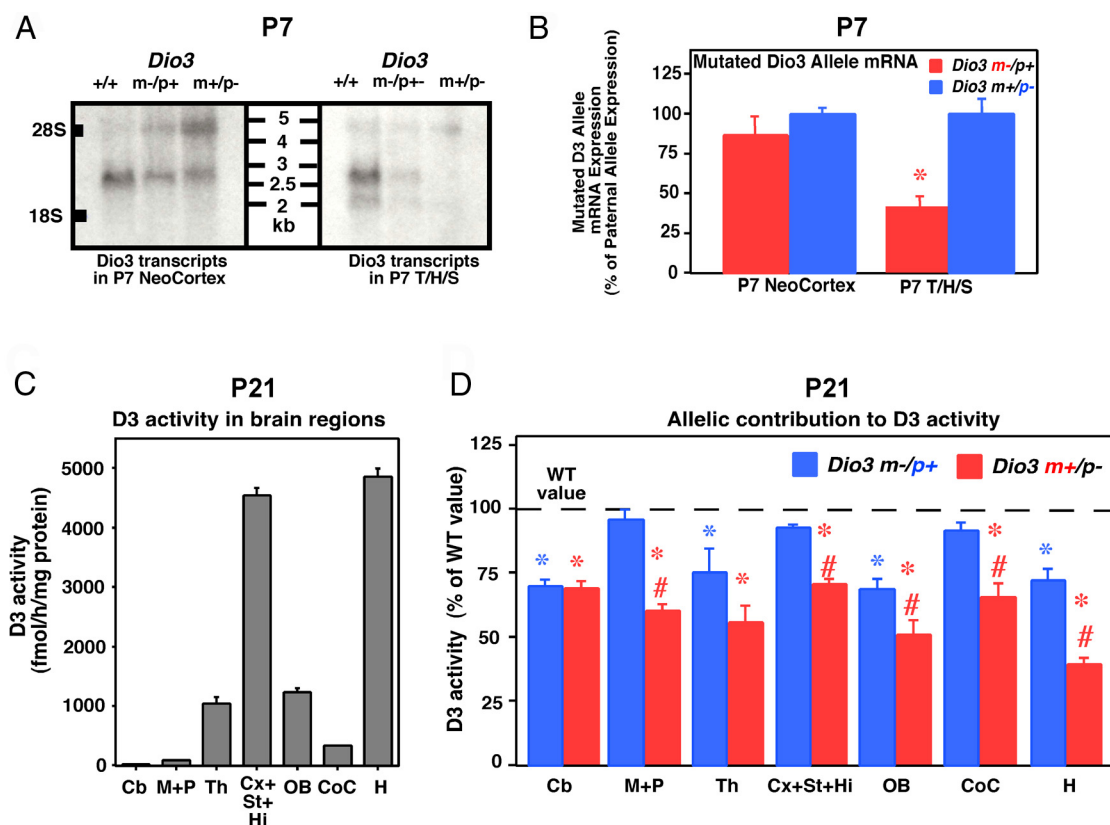 A
P7
Dio3
+/+ m-/p+ m+/p-
Dio3
+/+ m-/p+- m+/p-
28S
18S
5
4
3
2.5
2
kb
Dio3 transcripts
in P7 NeoCortex
Dio3 transcripts
in P7 T/H/S
B
P7
Mutated Dio3 Allele mRNA
Dio3 m-/p+
Dio3 m+/p-
Mutated D3 Allele
mRNA Expression
(% of Paternal Allele Expression)
125
100
75
50
25
0
*
P7 NeoCortex P7 T/H/S
C
P21
D3 activity in brain regions
D3 activity
(fmol/h/mg protein)
5000
4000
3000
2000
1000
0
Cb M+P Th Cx+ St+ Hi OB CoC H
D
P21
Allelic contribution to D3 activity
Dio3 m-/p+ Dio3 m+/p-
WT
value
D3 activity (% of WT value)
125
100
75
50
25
0
* * * # * * * # * * # * # * * #
Cb M+P Th Cx+St+Hi OB CoC H